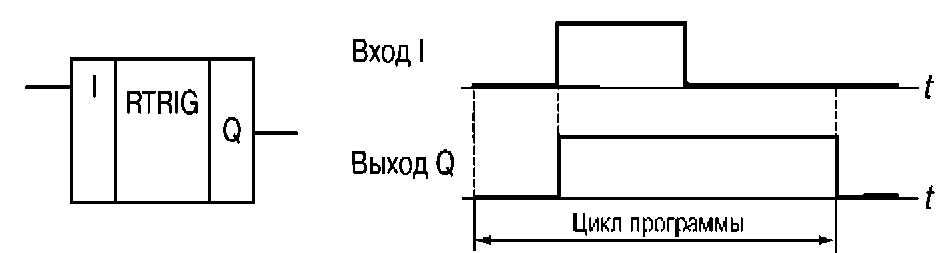 Вход I
t
I
RTRIG
Q
Выход Q
t
Цикл программы